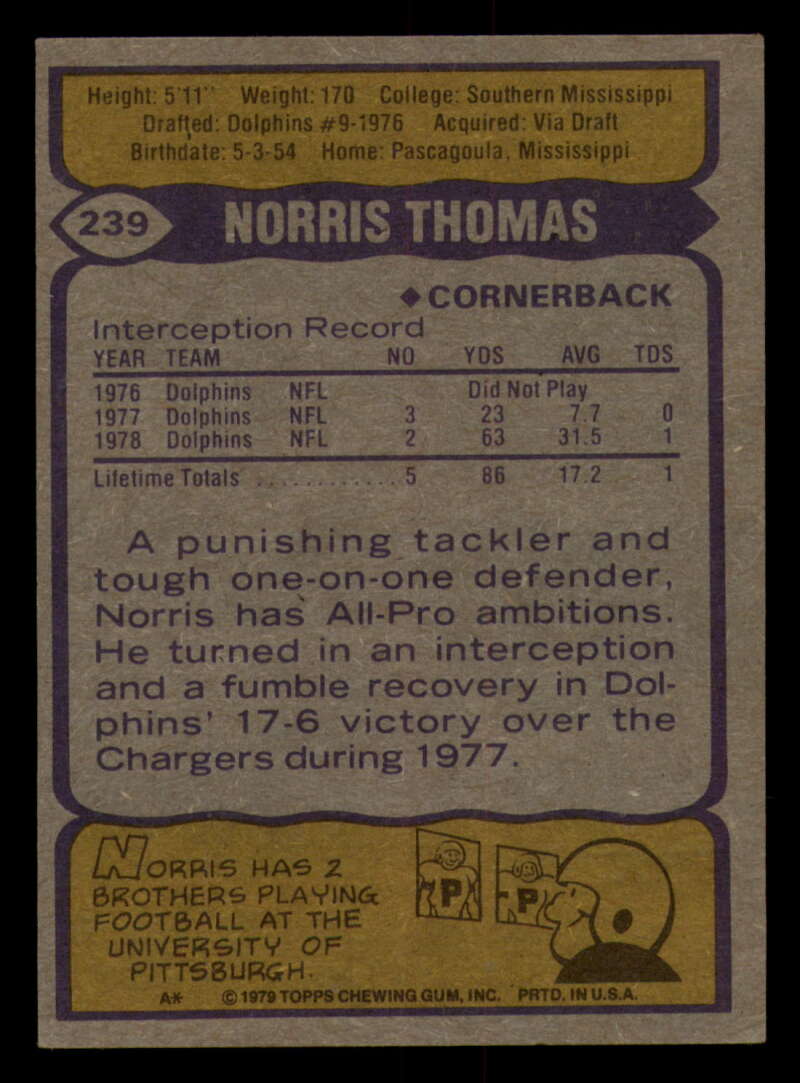 Height: 5'11" Weight: 170 College: Southern Mississippi
Drafted: Dolphins #9-1976 Acquired: Via Draft
Birthdate: 5-3-54 Home: Pascagoula, Mississippi
239 NORRIS THOMAS
◆ CORNERBACK
Interception Record
YEAR TEAM NO YDS AVG TDS
1976 Dolphins NFL Did Not Play
1977 Dolphins NFL 3 23 7.7 0
1978 Dolphins NFL 2 63 31.5 1
Lifetime Totals ............ 5 86 17.2 1
A punishing tackler and
tough one-on-one defender,
Norris has All-Pro ambitions.
He turned in an interception
and a fumble recovery in Dol-
phins' 17-6 victory over the
Chargers during 1977.
NORRIS HAS 2
BROTHERS PLAYING
FOOTBALL AT THE
UNIVERSITY OF
PITTSBURGH.
P P
A* © 1979 TOPPS CHEWING GUM, INC. PRTD. IN U.S.A.